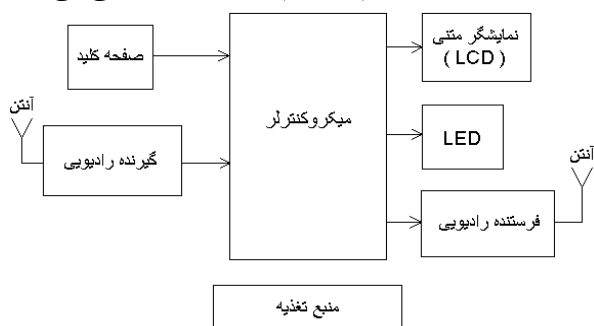 صفحه کلید
نمایشگر متنی
( LCD )
میکروکنترلر
آنتن
گیرنده رادیویی
LED
آنتن
فرستنده رادیویی
منبع تغذیه